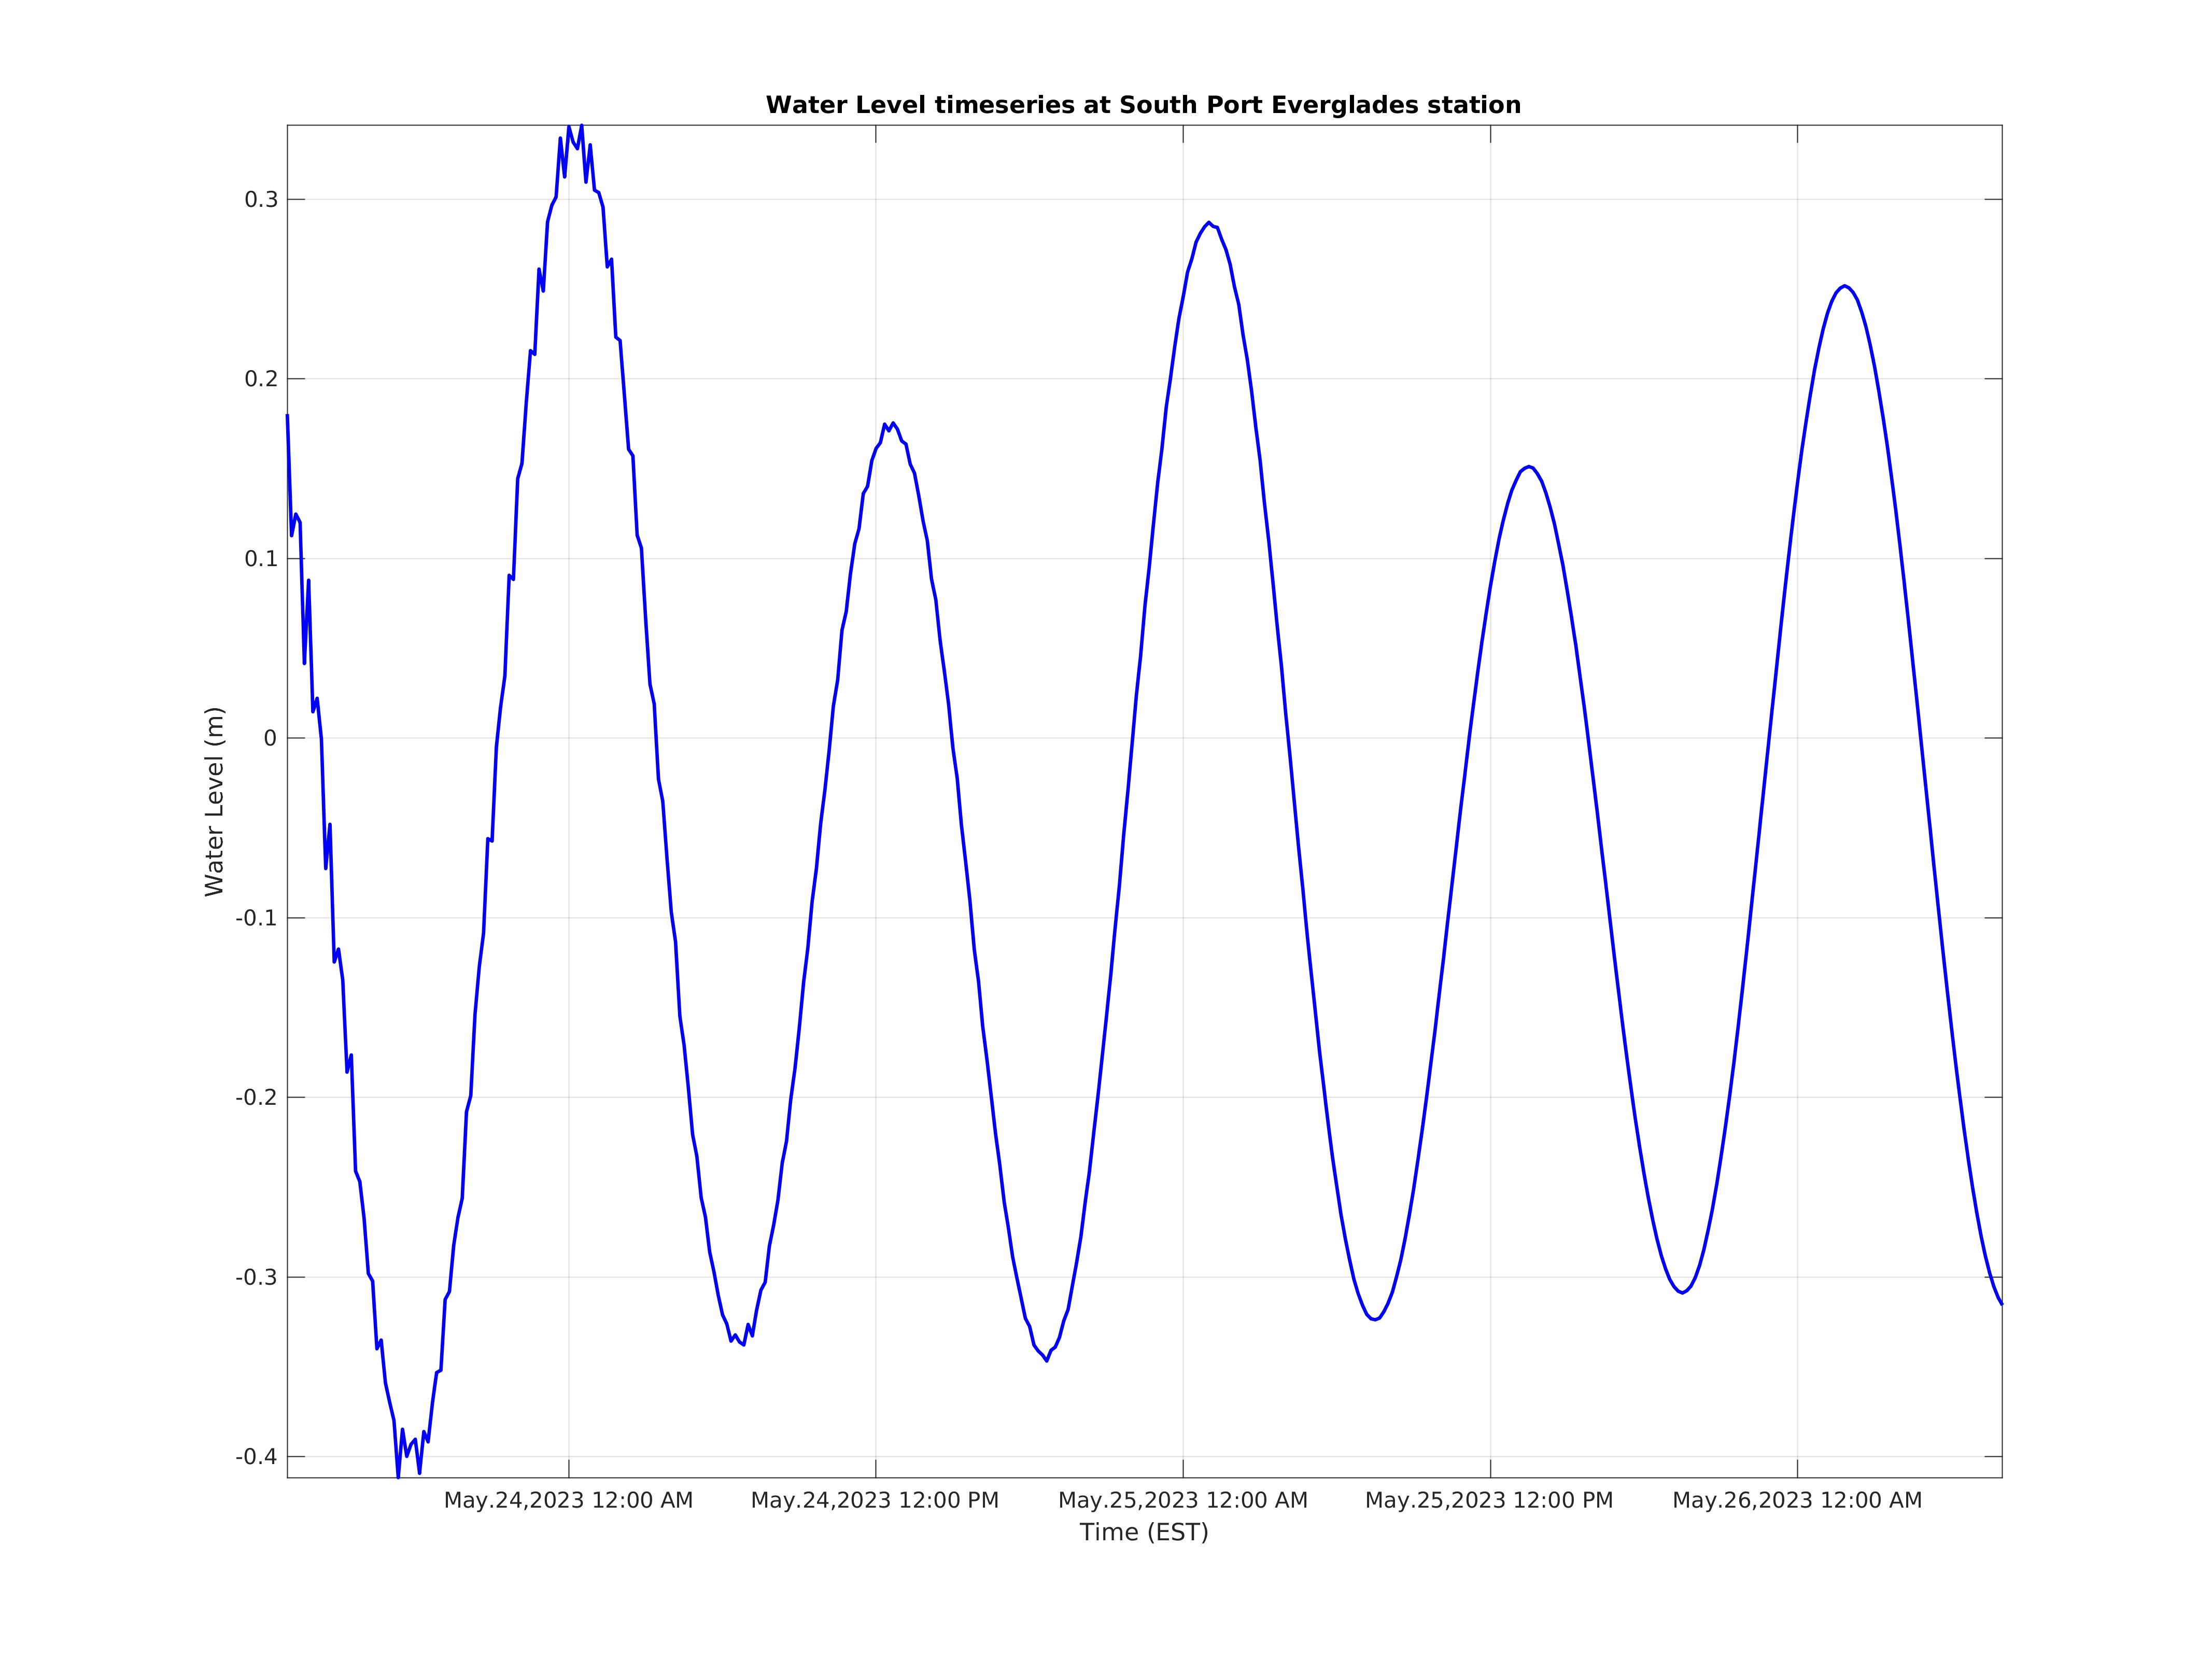 Water Level timeseries at South Port Everglades station
0.3
0.2
0.1
0
-0.1
-0.2
-0.3
-0.4
Water Level (m)
May.24,2023 12:00 AM May.24,2023 12:00 PM May.25,2023 12:00 AM May.25,2023 12:00 PM May.26,2023 12:00 AM
Time (EST)